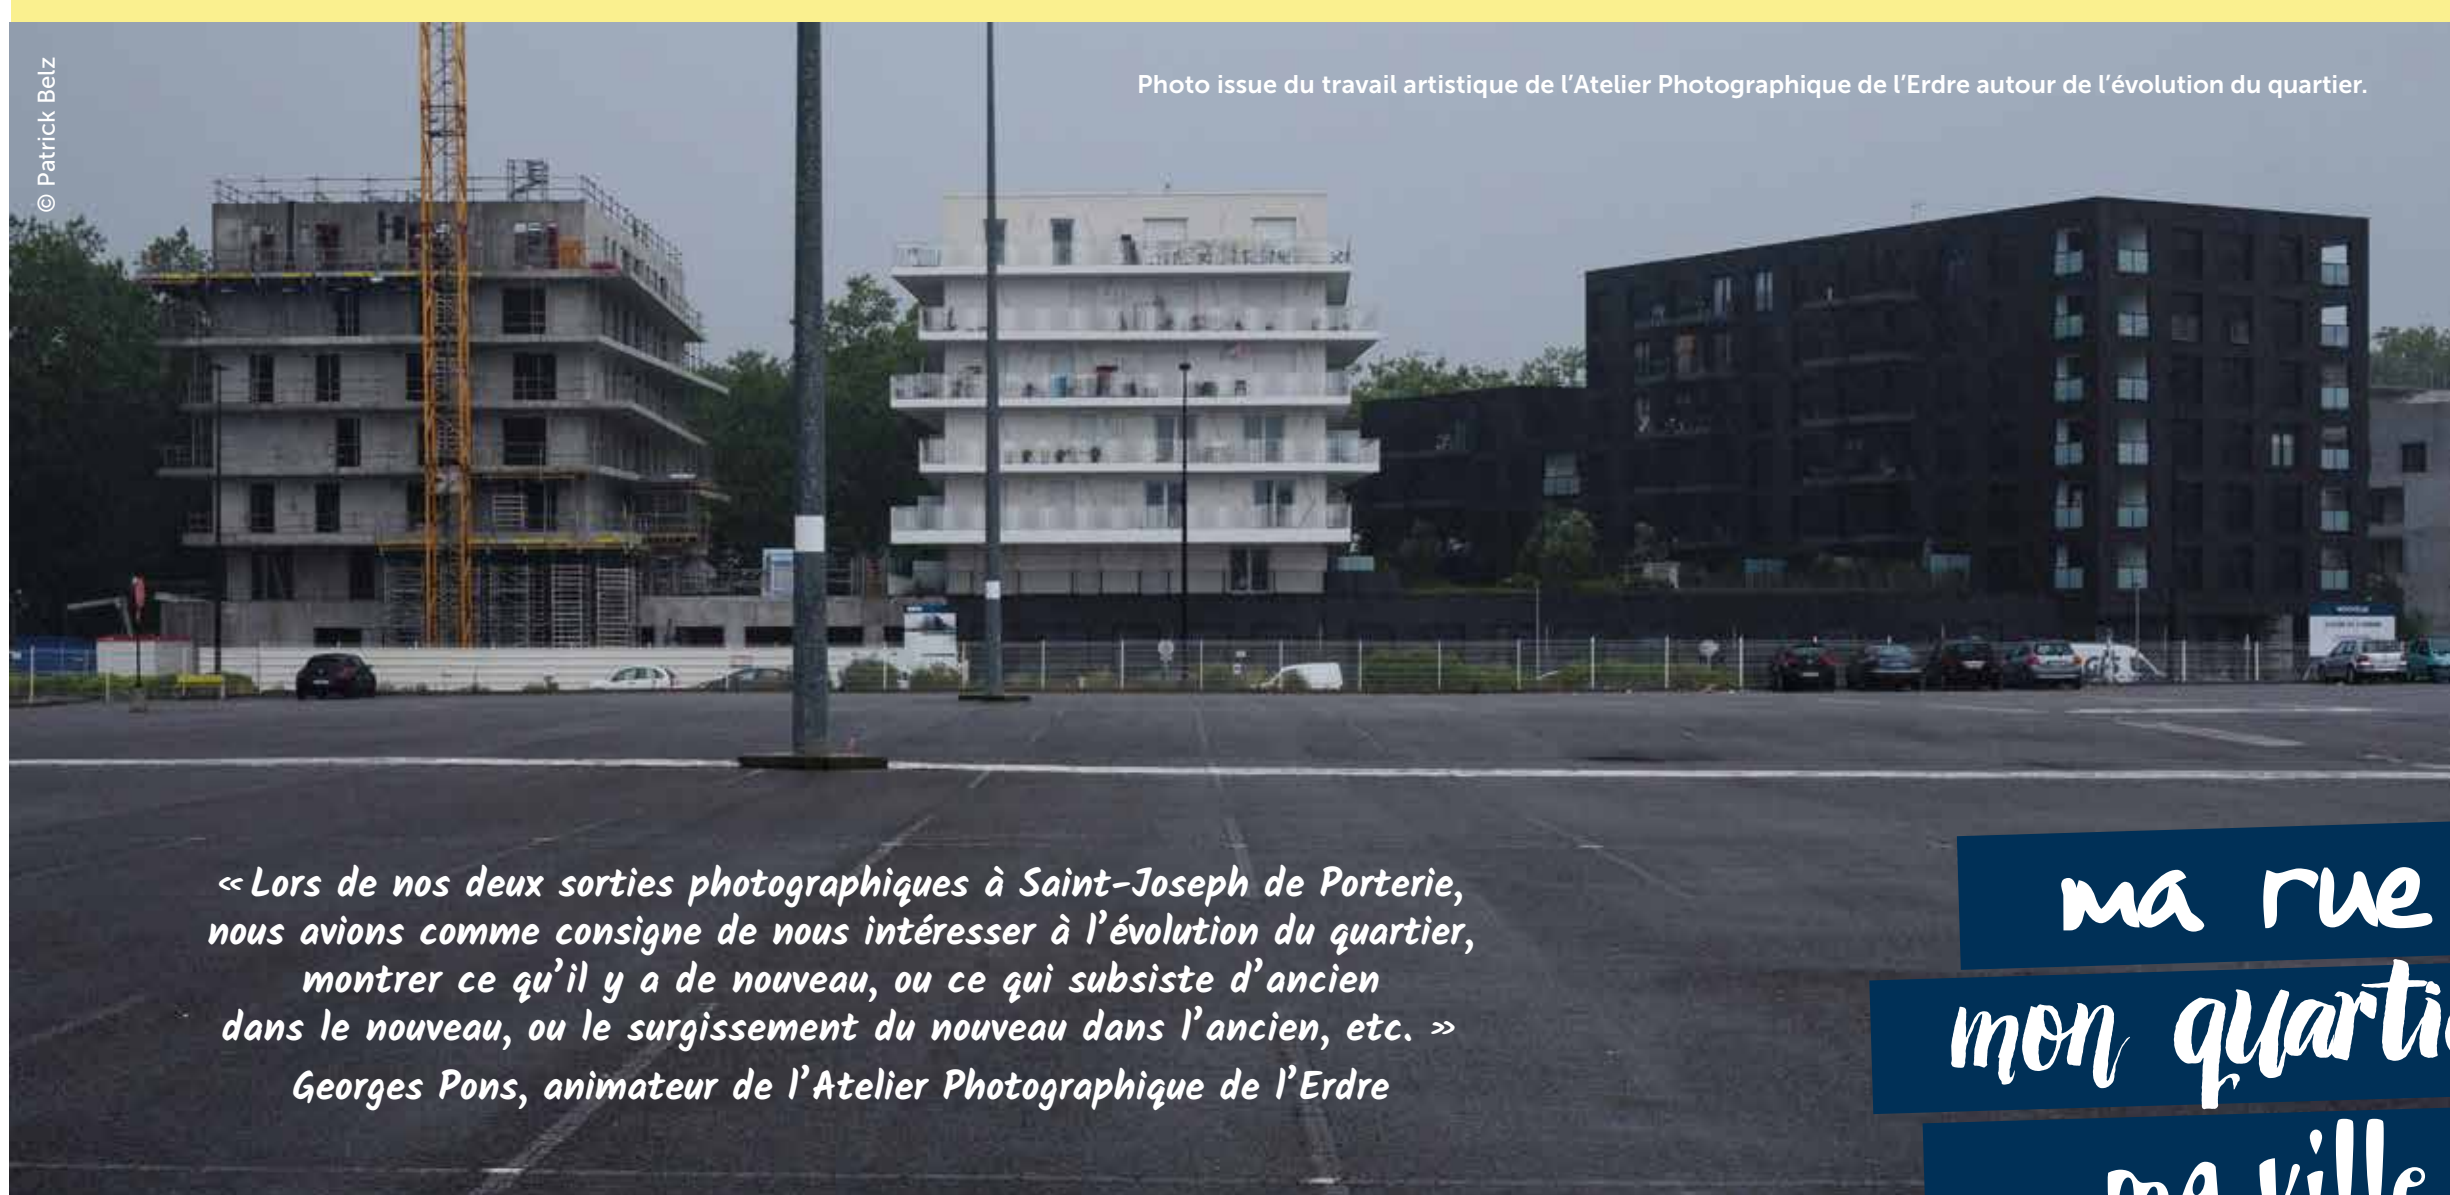 © Patrick Belz
Photo issue du travail artistique de l’Atelier Photographique de l’Erdre autour de l’évolution du quartier.
« Lors de nos deux sorties photographiques à Saint-Joseph de Porterie,
nous avions comme consigne de nous intéresser à l’évolution du quartier,
montrer ce qu’il y a de nouveau, ou ce qui subsiste d’ancien
dans le nouveau, ou le surgissement du nouveau dans l’ancien, etc. »
Georges Pons, animateur de l’Atelier Photographique de l’Erdre
ma rue
mon
ma ville